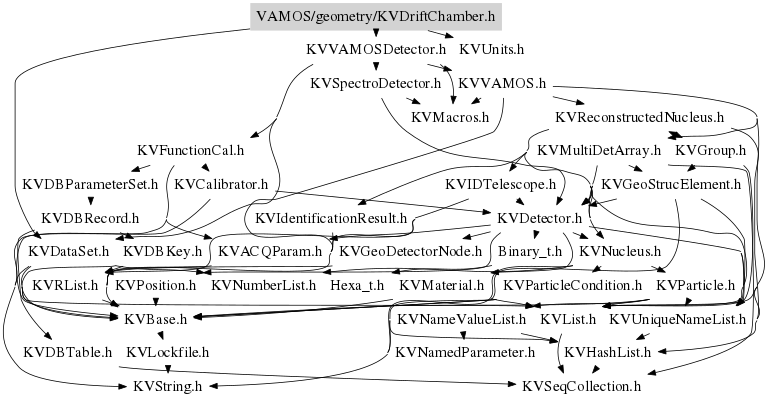 VAMOS/geometry/KVDriftChamber.h
KVVAMOSDetector.h KVUnits.h
KVSpectroDetector.h KVVAMOS.h
KVMacros.h KVReconstructedNucleus.h
KVFunctionCal.h KVMultiDetArray.h KVGroup.h
KVDBParameterSet.h KVCalibrator.h KVIDTelescope.h KVGeoStrucElement.h
KVDBRecord.h KVIdentificationResult.h KVDetector.h
KVDataSet.h KVDBKey.h KVACQParam.h KVGeoDetectorNode.h Binary_t.h KVNucleus.h
KVRList.h KVPosition.h KVNumberList.h Hexa_t.h KVMaterial.h KVParticleCondition.h KVParticle.h
KVBase.h KVNameValueList.h KVList.h KVUniqueNameList.h
KVDBTable.h KVLockfile.h KVNamedParameter.h KVHashList.h
KVString.h KVSeqCollection.h